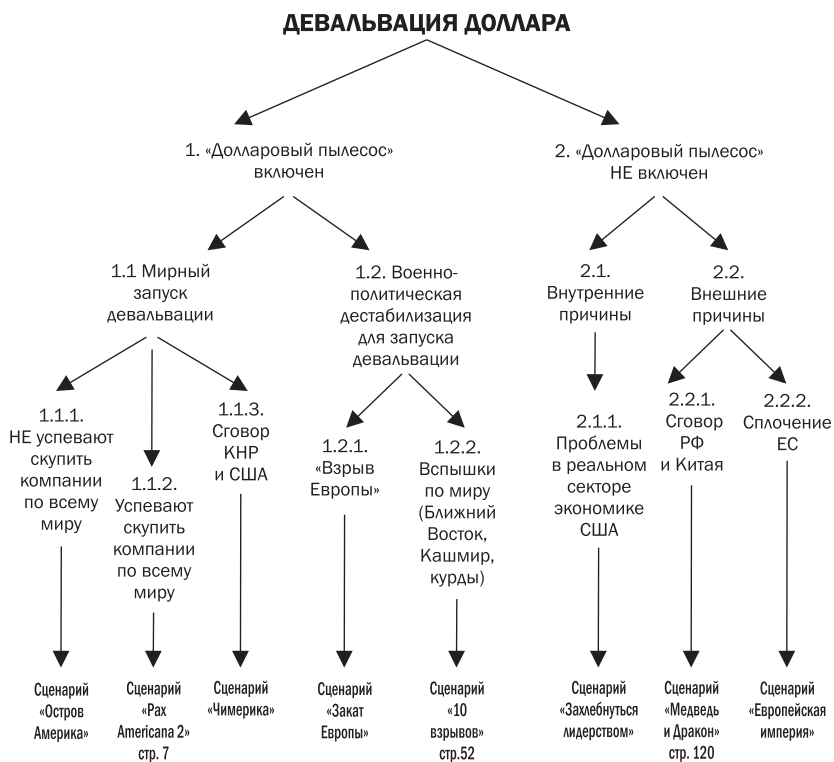 ДЕВАЛЬВАЦИЯ ДОЛЛАРА
1. «Долларовый пылесос»
включен
2. «Долларовый пылесос»
НЕ включен
1.1 Мирный
запуск
девальвации
1.2. Военно-
политическая
дестабилизация
для запуска
девальвации
2.1.
Внутренние
причины
2.2.
Внешние
причины
1.1.1.
НЕ успевают
скупить
компании
по всему
миру
1.1.2.
Успевают
скупить
компании
по всему
миру
1.1.3.
Сговор
КНР
и США
1.2.1.
«Взрыв
Европы»
1.2.2.
Вспышки
по миру
(Ближний
Восток,
Кашмир,
курды)
2.1.1.
Проблемы
в реальном
секторе
экономике
США
2.2.1.
Сговор
РФ
и Китая
2.2.2.
Сплочение
ЕС
Сценарий
«Остров
Америка»
Сценарий
«Pax
Americana 2»
стр. 7
Сценарий
«Чимерика»
Сценарий
«Закат
Европы»
Сценарий
«10
взрывов»
стр.52
Сценарий
«Захлебнуться
лидерством»
Сценарий
«Медведь
и Дракон»
стр. 120
Сценарий
«Европейская
империя»